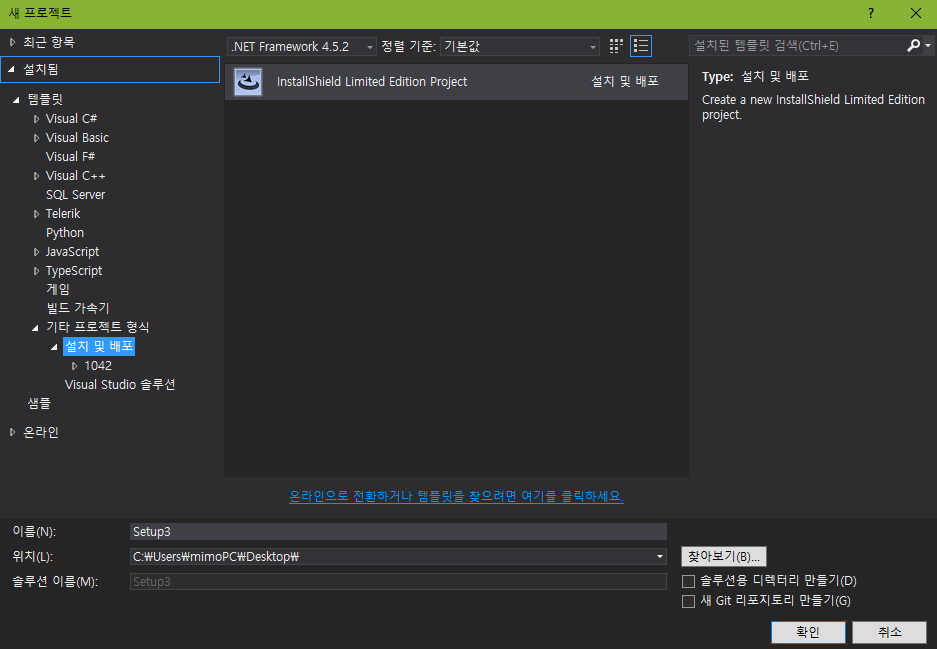 새 프로젝트
?
최근 항목
.NET Framework 4.5.2 정렬 기준: 기본값
설치된 템플릿 검색(Ctrl+E)
설치됨
템플릿
Visual C#
Visual Basic
Visual F#
Visual C++
SQL Server
Telerik
Python
JavaScript
TypeScript
게임
빌드 가속기
기타 프로젝트 형식
설치 및 배포
1042
Visual Studio 솔루션
샘플
온라인
InstallShield Limited Edition Project 설치 및 배포
Type: 설치 및 배포
Create a new InstallShield Limited Edition
project.
온라인으로 전환하거나 템플릿을 찾으려면 여기를 클릭하세요.
이름(N): Setup3
위치(L): C:₩Users₩mimoPC₩Desktop₩ 찾아보기(B)...
솔루션 이름(M): Setup3
솔루션용 디렉터리 만들기(D)
새 Git 리포지토리 만들기(G)
확인 취소